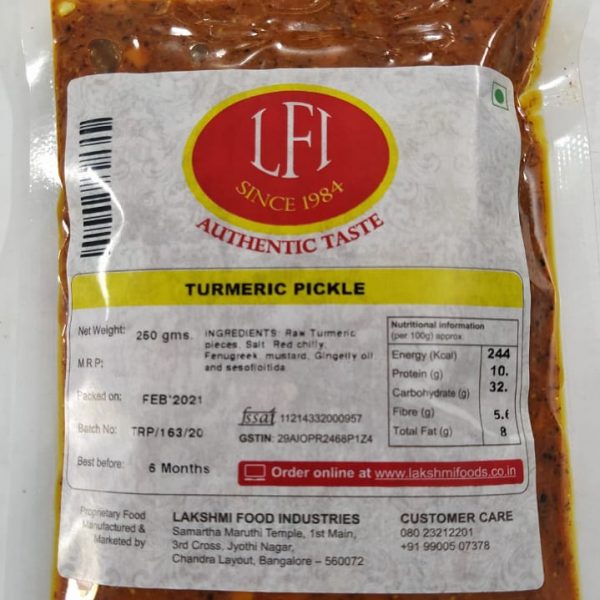 LFI
SINCE 1984
AUTHENTIC TASTE
TURMERIC PICKLE
Net Weight: 250 gms.
M R P:
Packed on: FEB'2021
Batch No: TRP/163/20
Best before: 6 Months
INGREDIENTS: Raw Turmeric
pieces, Salt, Red chilly,
Fenugreek, mustard, Gingelly oil
and
fssai 11214332000957
GSTIN: 29AJOPR2468P1Z4
Nutritional information
(per 100g) approx
Energy (Kcal) 244
Protein (g) 10.
Carbohydrate (g) 32.
Fibre (g) 5.6
Total Fat (g) 8
Order online at www.lakshmifoods.co.in
Proprietary Food
Manufactured &
Marketed by
LAKSHMI FOOD INDUSTRIES
Samartha Maruthi Temple, 1st Main,
3rd Cross, Jyothi Nagar,
Chandra Layout, Bangalore – 560072
CUSTOMER CARE
080 23212201
+91 99005 07378